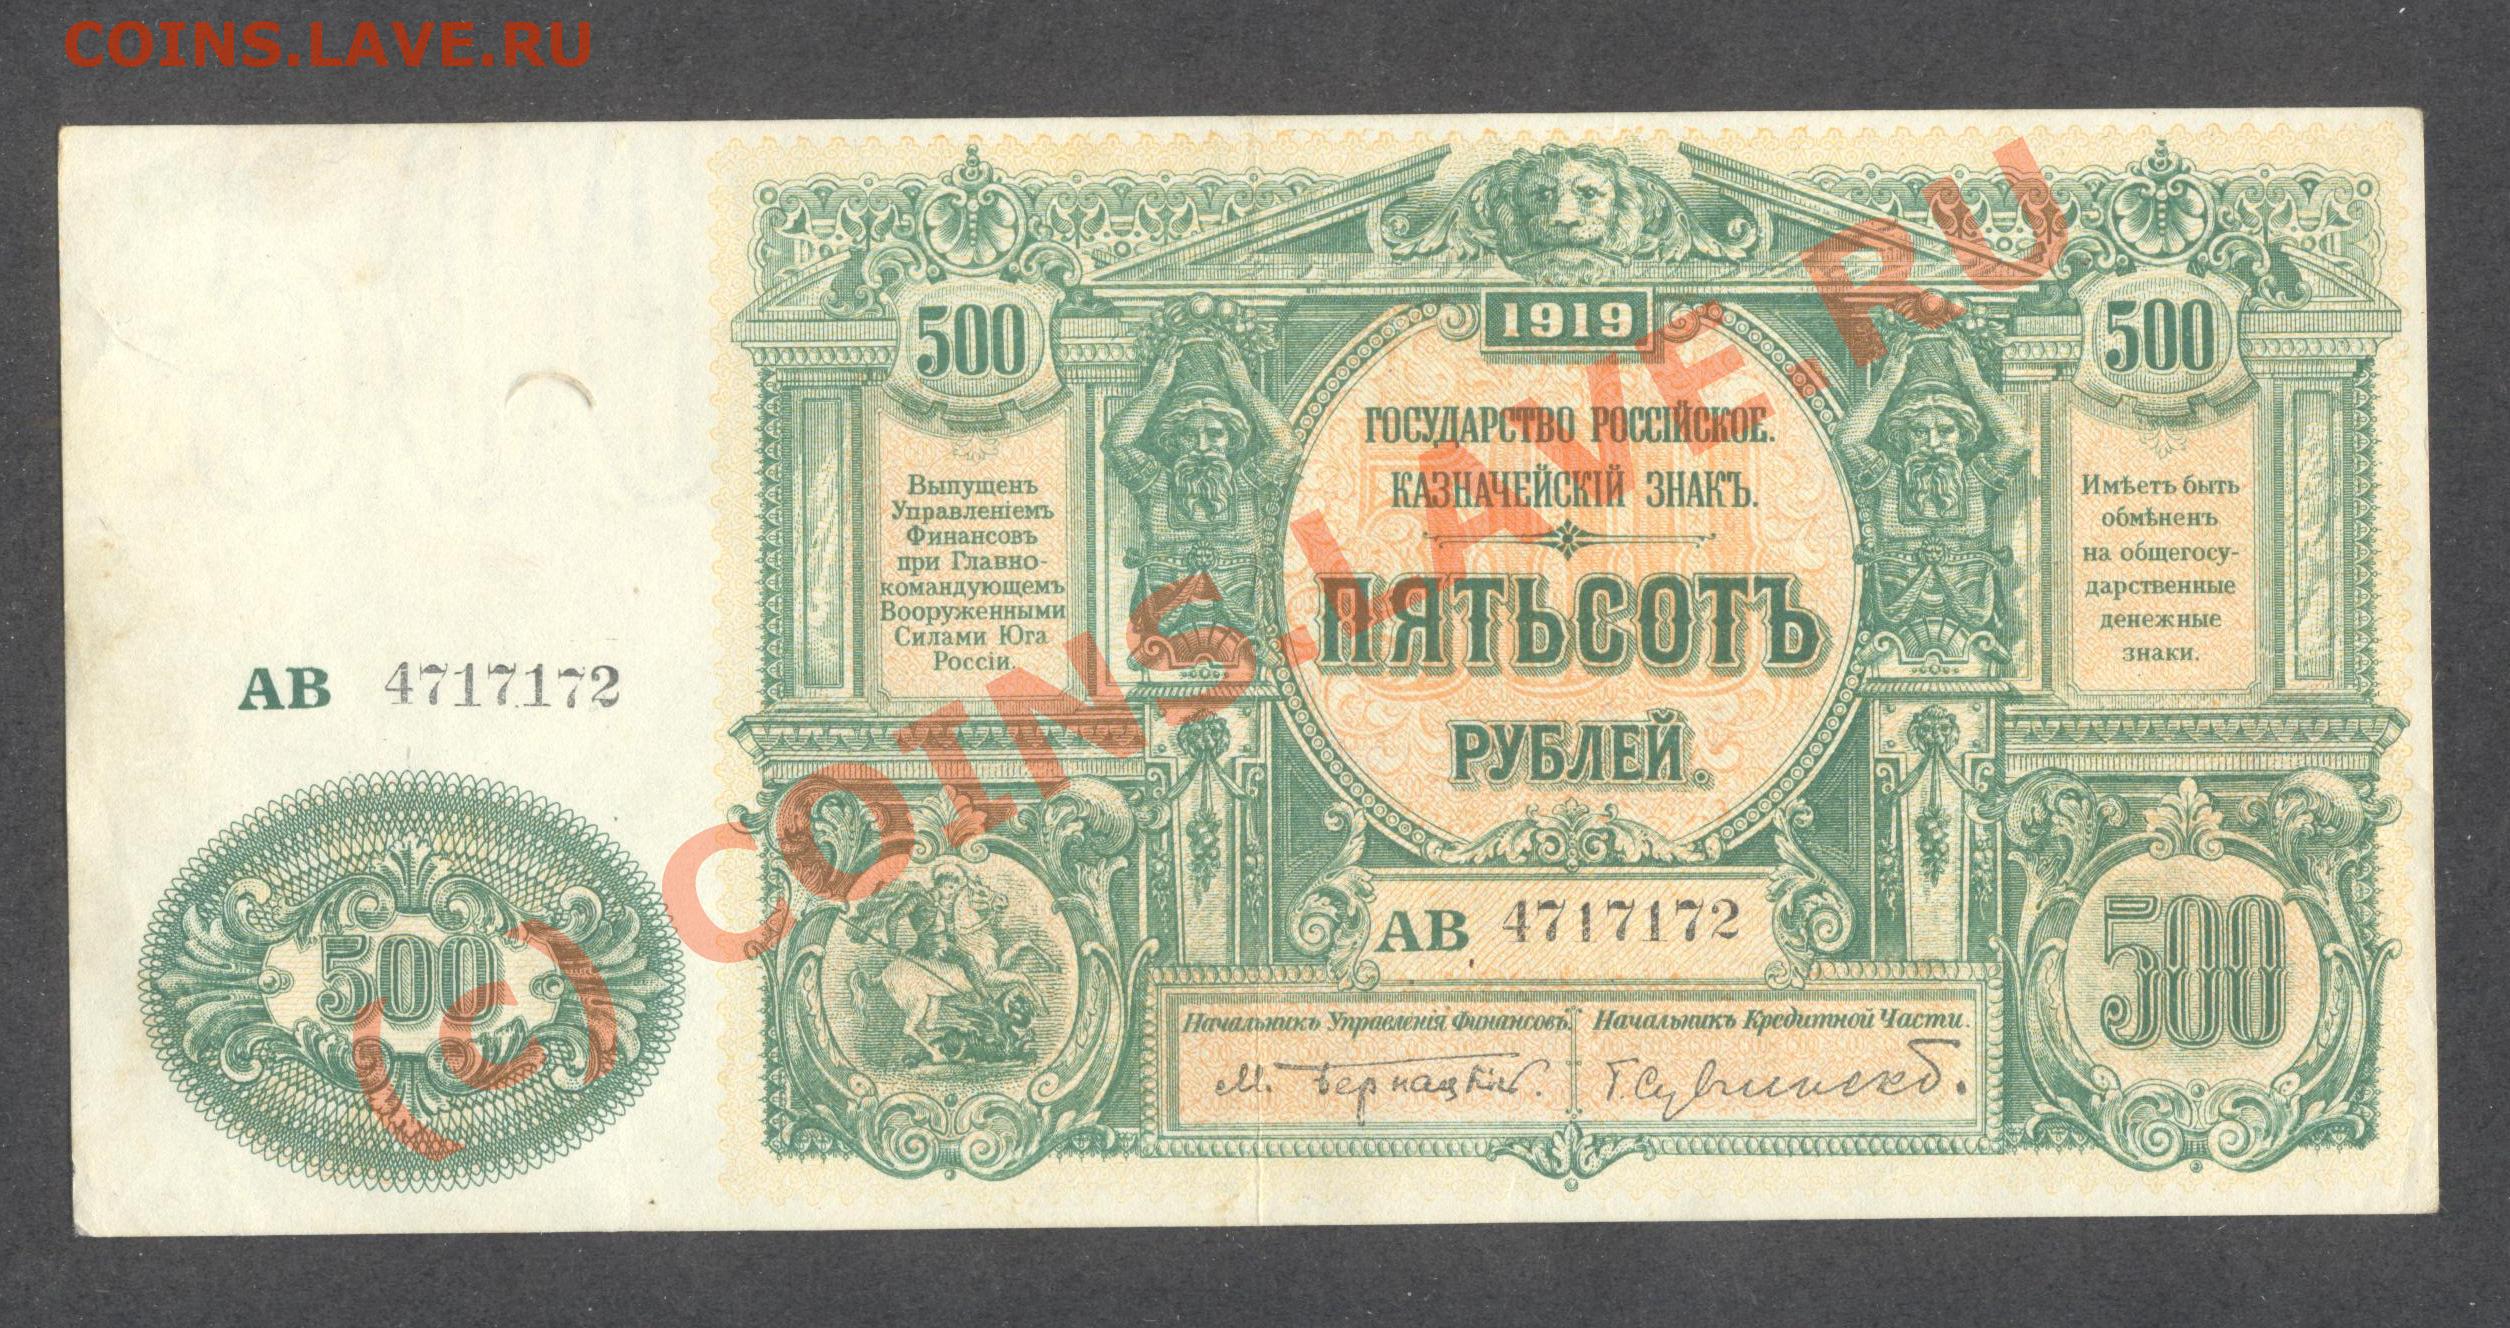 COINS.LAVE.RU
500
500
1919
ГОСУДАРСТВО РОССІЙСКОЕ.
КАЗНАЧЕЙСКІЙ ЗНАКЪ.
ПЯТЬСОТЪ
РУБЛЕЙ.
Выпущенъ
Управленіемъ
Финансовъ
при Главно-
командующемъ
Вооруженными
Силами Юга
Россіи.
Имѣетъ быть
обмѣненъ
на общегосу-
дарственные
денежные
знаки.
АВ 4717172
АВ 4717172
500
500
Начальникъ Управленія Финансовъ.
Начальникъ Кредитной Части.
М. Бернацкій.
(c) COINS.LAVE.RU